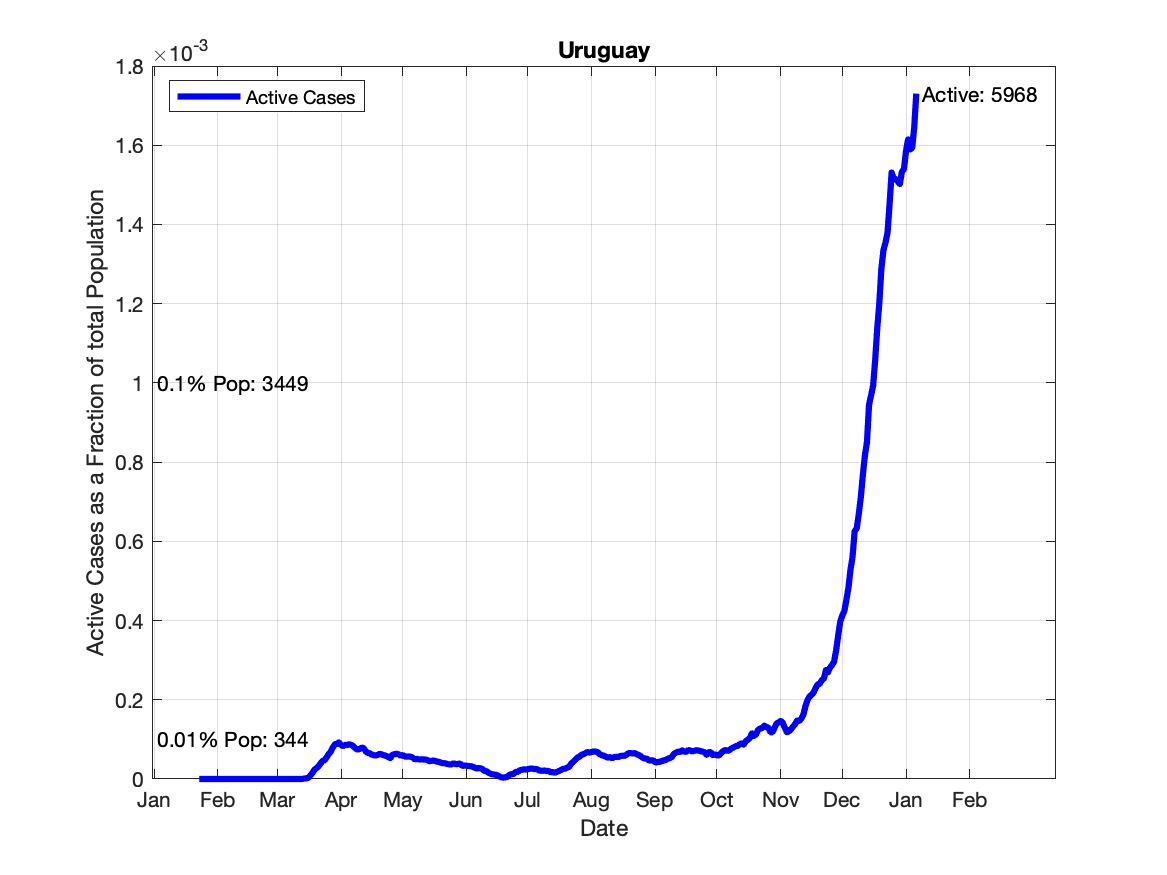 Uruguay
×10-3
1.8
1.6
1.4
1.2
1
0.8
0.6
0.4
0.2
0
Active Cases as a Fraction of total Population
Active Cases
Active: 5968
0.1% Pop: 3449
0.01% Pop: 344
Jan Feb Mar Apr May Jun Jul Aug Sep Oct Nov Dec Jan Feb
Date